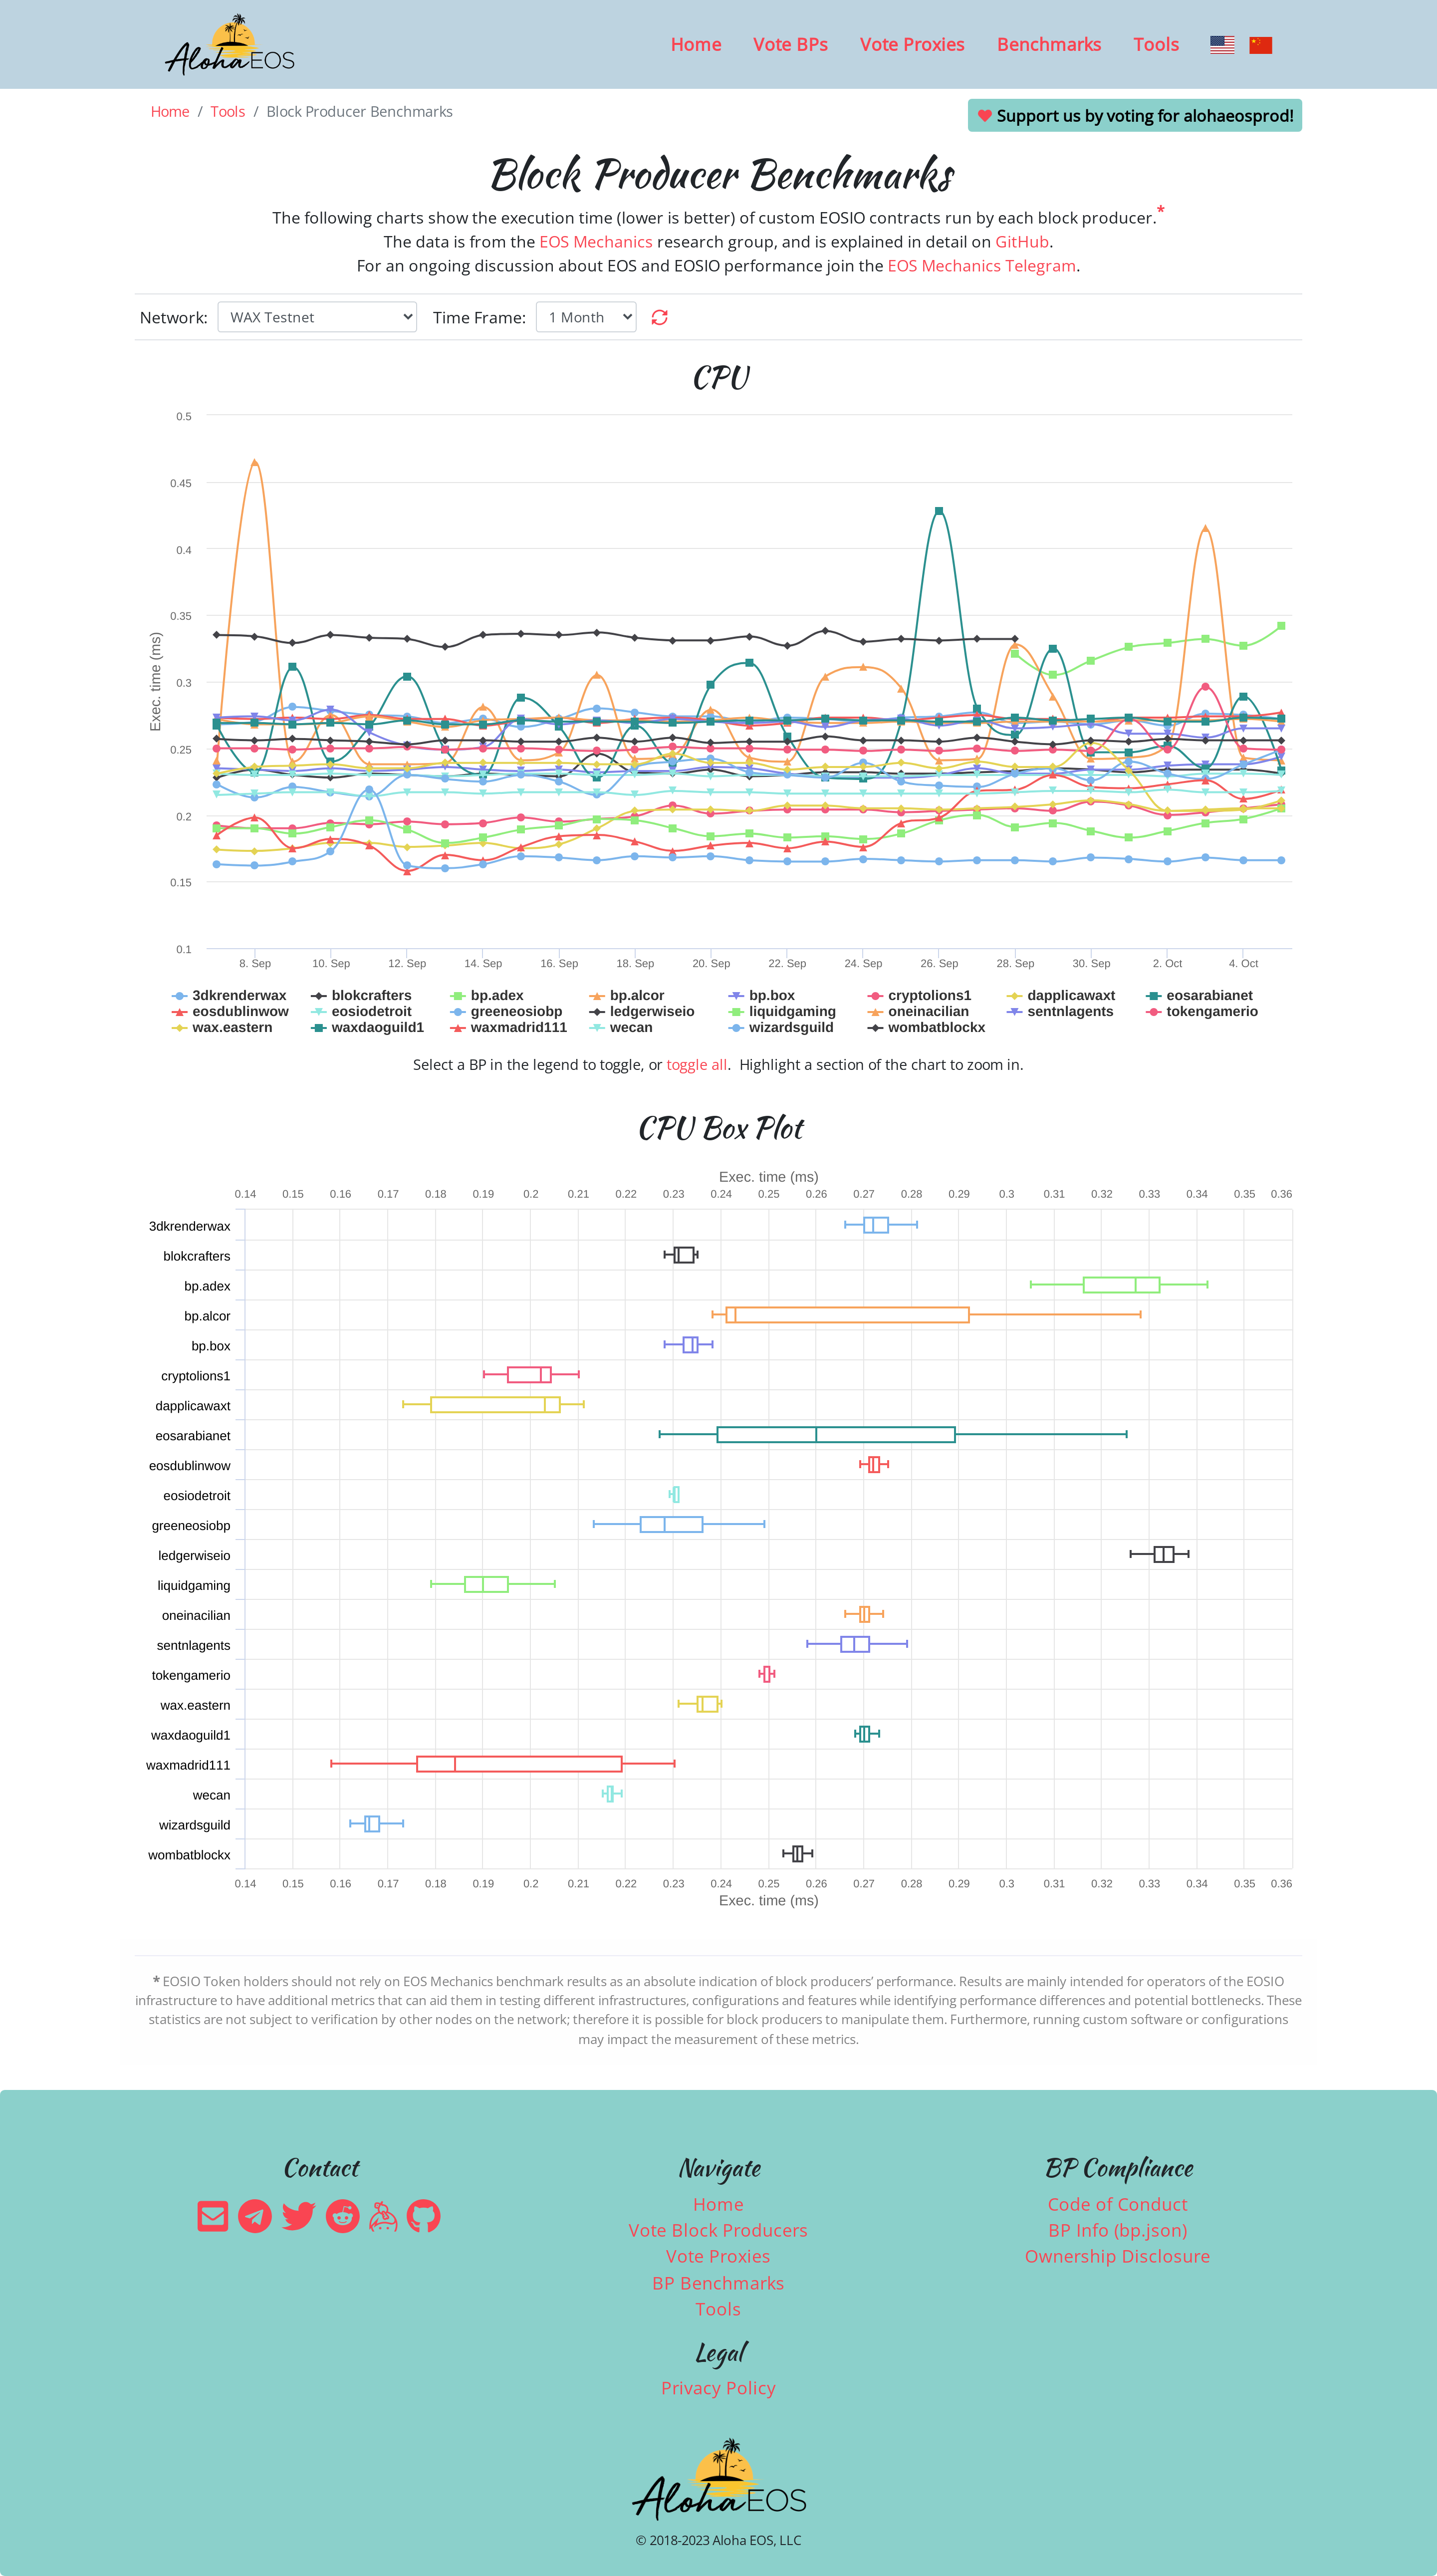 Aloha EOS
Home Vote BPs Vote Proxies Benchmarks Tools
Home / Tools / Block Producer Benchmarks
Support us by voting for alohaeosprod!
Block Producer Benchmarks
The following charts show the execution time (lower is better) of custom EOSIO contracts run by each block producer.*
The data is from the EOS Mechanics research group, and is explained in detail on GitHub.
For an ongoing discussion about EOS and EOSIO performance join the EOS Mechanics Telegram.
Network: WAX Testnet Time Frame: 1 Month
CPU
Exec. time (ms)
0.5
0.45
0.4
0.35
0.3
0.25
0.2
0.15
0.1
8. Sep 10. Sep 12. Sep 14. Sep 16. Sep 18. Sep 20. Sep 22. Sep 24. Sep 26. Sep 28. Sep 30. Sep 2. Oct 4. Oct
3dkrenderwax blokcrafters bp.adex bp.alcor bp.box cryptolions1 dapplicawaxt eosarabianet
eosdublinwow eosiodetroit greeneosiobp ledgerwiseio liquidgaming oneinacilian sentnlagents tokengamerio
wax.eastern waxdaoguild1 waxmadrid111 wecan wizardsguild wombatblockx
Select a BP in the legend to toggle, or toggle all. Highlight a section of the chart to zoom in.
CPU Box Plot
Exec. time (ms)
0.14 0.15 0.16 0.17 0.18 0.19 0.2 0.21 0.22 0.23 0.24 0.25 0.26 0.27 0.28 0.29 0.3 0.31 0.32 0.33 0.34 0.35 0.36
3dkrenderwax
blokcrafters
bp.adex
bp.alcor
bp.box
cryptolions1
dapplicawaxt
eosarabianet
eosdublinwow
eosiodetroit
greeneosiobp
ledgerwiseio
liquidgaming
oneinacilian
sentnlagents
tokengamerio
wax.eastern
waxdaoguild1
waxmadrid111
wecan
wizardsguild
wombatblockx
0.14 0.15 0.16 0.17 0.18 0.19 0.2 0.21 0.22 0.23 0.24 0.25 0.26 0.27 0.28 0.29 0.3 0.31 0.32 0.33 0.34 0.35 0.36
Exec. time (ms)
* EOSIO Token holders should not rely on EOS Mechanics benchmark results as an absolute indication of block producers' performance. Results are mainly intended for operators of the EOSIO
infrastructure to have additional metrics that can aid them in testing different infrastructures, configurations and features while identifying performance differences and potential bottlenecks. These
statistics are not subject to verification by other nodes on the network; therefore it is possible for block producers to manipulate them. Furthermore, running custom software or configurations
may impact the measurement of these metrics.
Contact
Navigate
Home
Vote Block Producers
Vote Proxies
BP Benchmarks
Tools
Legal
Privacy Policy
BP Compliance
Code of Conduct
BP Info (bp.json)
Ownership Disclosure
Aloha EOS
© 2018-2023 Aloha EOS, LLC